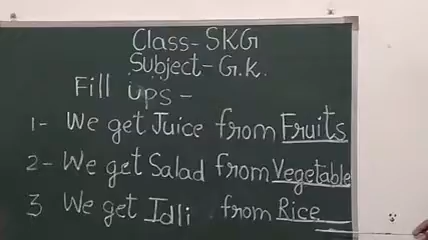 Class- SKG
Subject- G.k.
Fill ups -
1- We get Juice from Fruits
2- We get Salad from Vegetable
3 We get Idli from Rice